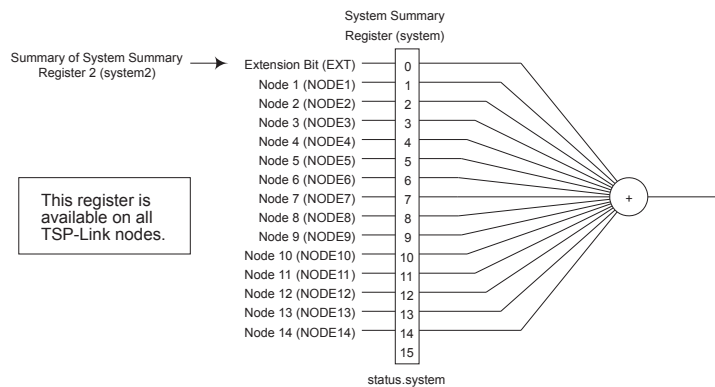 System Summary
Register (system)
Summary of System Summary
Register 2 (system2)
Extension Bit (EXT) 0
Node 1 (NODE1) 1
Node 2 (NODE2) 2
Node 3 (NODE3) 3
Node 4 (NODE4) 4
Node 5 (NODE5) 5
Node 6 (NODE6) 6
Node 7 (NODE7) 7
Node 8 (NODE8) 8
Node 9 (NODE9) 9
Node 10 (NODE10) 10
Node 11 (NODE11) 11
Node 12 (NODE12) 12
Node 13 (NODE13) 13
Node 14 (NODE14) 14
15
+
This register is
available on all
TSP-Link nodes.
status.system